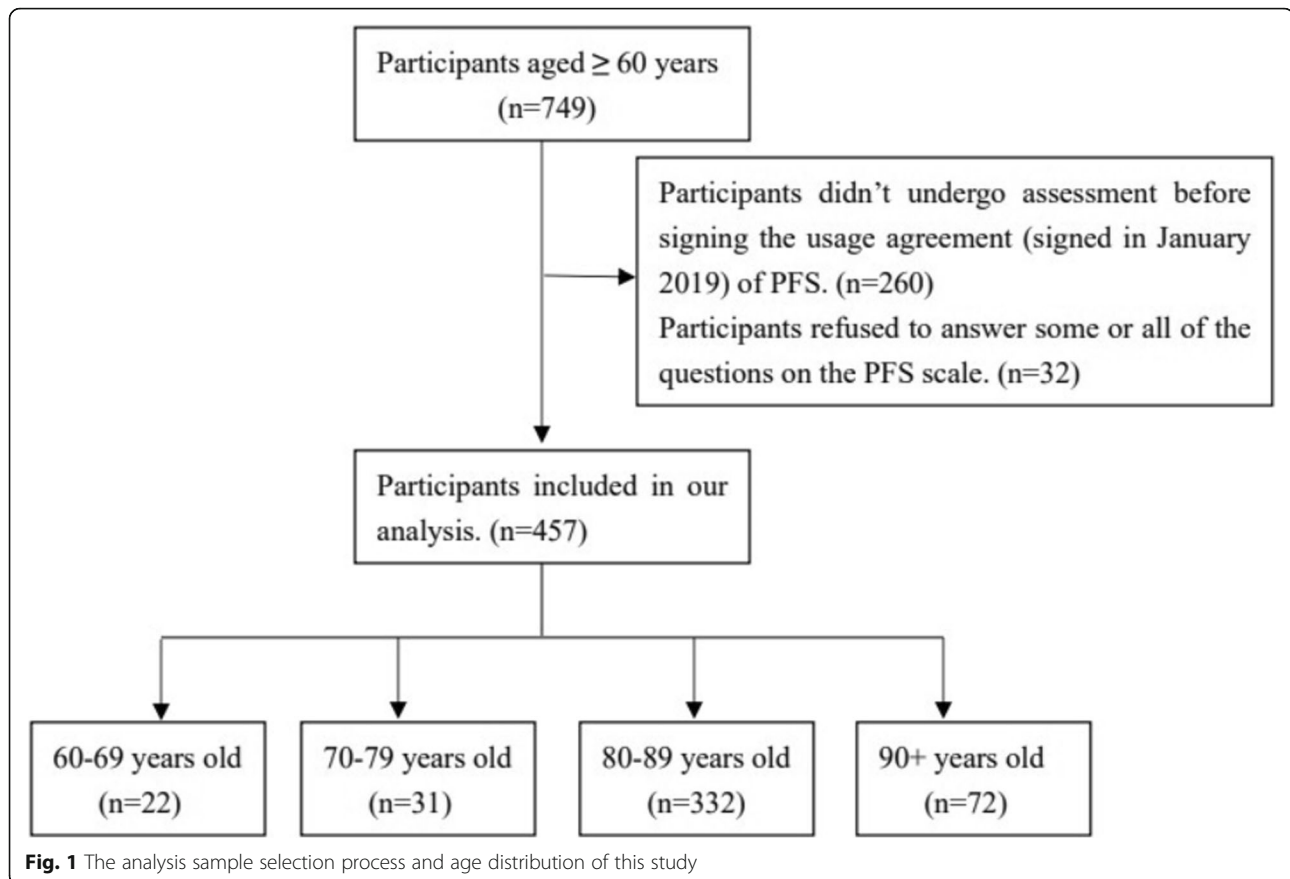 Participants aged ≥ 60 years
(n=749)
Participants didn’t undergo assessment before
signing the usage agreement (signed in January
2019) of PFS. (n=260)
Participants refused to answer some or all of the
questions on the PFS scale. (n=32)
Participants included in our
analysis. (n=457)
60-69 years old
(n=22)
70-79 years old
(n=31)
80-89 years old
(n=332)
90+ years old
(n=72)
Fig. 1 The analysis sample selection process and age distribution of this study